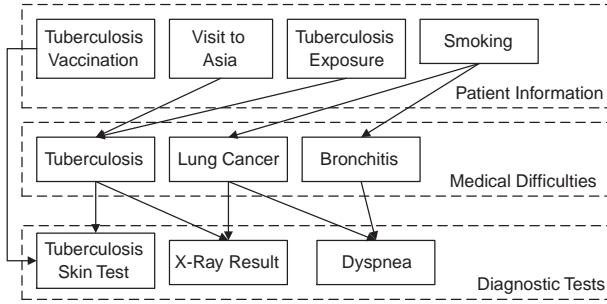 Tuberculosis
Vaccination
Visit to
Asia
Tuberculosis
Exposure
Smoking
Patient Information
Tuberculosis
Lung Cancer
Bronchitis
Medical Difficulties
Tuberculosis
Skin Test
X-Ray Result
Dyspnea
Diagnostic Tests